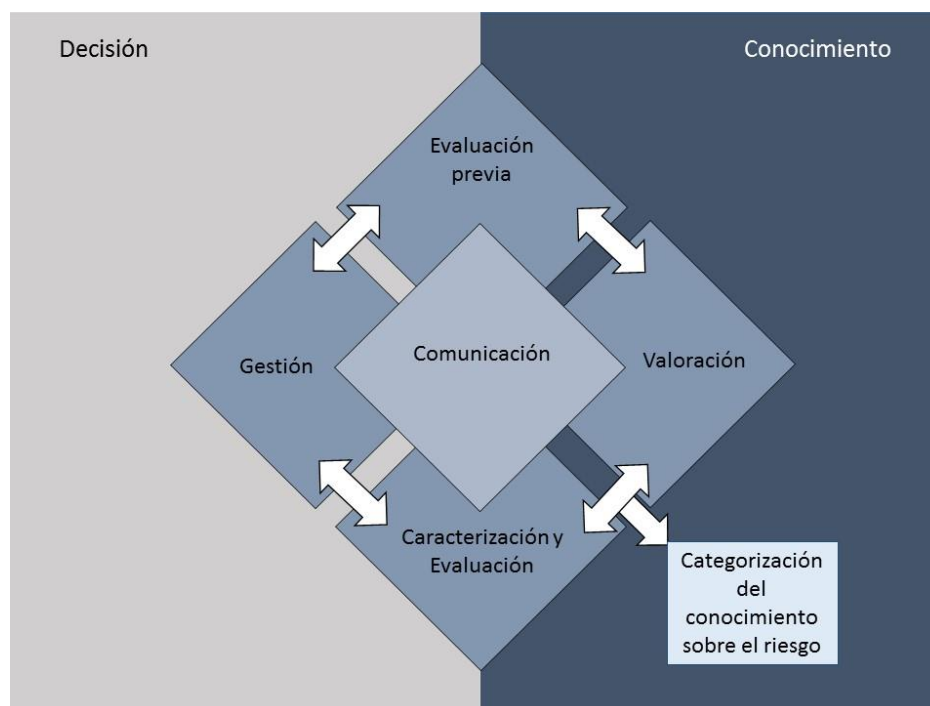 Decisión
Conocimiento
Evaluación
previa
Gestión
Comunicación
Valoración
Caracterización y
Evaluación
Categorización
del
conocimiento
sobre el riesgo